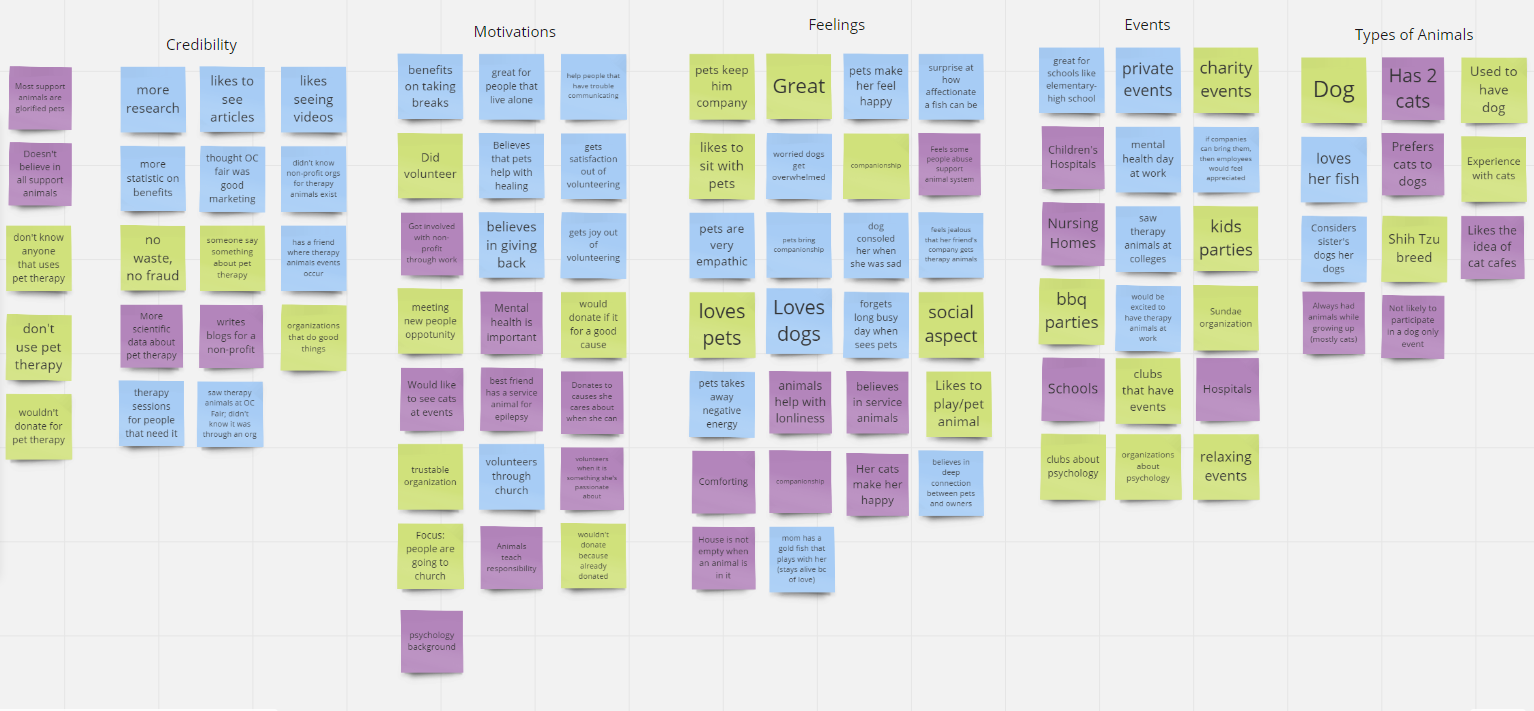 Credibility
Most support
animals are
glorified pets
more
research
likes to
see
articles
likes
seeing
videos
Doesn't
believe in
all support
animals
more
statistic on
benefits
thought OC
fair was
good
marketing
didn't know
non-profit orgs
for therapy
animals exist
don't know
anyone
that uses
pet therapy
no
waste,
no fraud
someone say
something
about pet
therapy
has a friend
where therapy
animals events
occur
don't
use pet
therapy
More
scientific
data about
pet therapy
writes
blogs for a
non-profit
organizations
that do good
things
wouldn't
donate for
pet therapy
therapy
sessions
for people
that need it
saw therapy
animals at OC
Fair; didn't
know it was
through an org
Motivations
benefits
on taking
breaks
great for
people that
live alone
help people that
have trouble
communicating
Did
volunteer
Believes
that pets
help with
healing
gets
satisfaction
out of
volunteering
Got involved
with non-
profit
through work
believes
in giving
back
gets joy out
of
volunteering
meeting
new people
oppotunity
Mental
health is
important
would
donate if it
for a good
cause
Would like
to see cats
at events
best friend
has a service
animal for
epilepsy
Donates to
causes she
cares about
when she can
trustable
organization
volunteers
through
church
volunteers
when it is
something she's
passionate
about
Focus:
people are
going to
church
Animals
teach
responsibility
wouldn't
donate
because
already
donated
psychology
background
Feelings
pets keep
him
company
Great
pets make
her feel
happy
surprise at
how
affectionate
a fish can be
likes to
sit with
pets
worried dogs
get
overwhelmed
companionship
Feels some
people abuse
support
animal system
pets are
very
empathic
pets bring
companionship
dog
consoled her
when she
was sad
feels jealous
that her friend's
company gets
therapy animals
loves
pets
Loves
dogs
forgets
long busy
day when
sees pets
social
aspect
pets takes
away
negative
energy
animals
help with
lonliness
believes in
service
animals
Likes to
play/pet
animal
Comforting
companionship
Her cats
make her
happy
believes in
deep
connection
between pets
and owners
House is not
empty when
an animal is
in it
mom has a
gold fish that
plays with her
(stays alive bc
of love)
Events
great for
schools like
elementary-
high school
private
events
charity
events
Children's
Hospitals
mental
health day
at work
if companies
can bring them,
then employees
would feel
appreciated
Nursing
Homes
saw
therapy
animals at
colleges
kids
parties
bbq
parties
would be
excited to
have therapy
animals at
work
Sundae
organization
Schools
clubs
that have
events
Hospitals
clubs about
psychology
organizations
about
psychology
relaxing
events
Types of Animals
Dog
Has 2
cats
Used to
have
dog
loves
her fish
Prefers
cats to
dogs
Experience
with cats
Considers
sister's
dogs her
dogs
Shih Tzu
breed
Likes the
idea of
cat cafes
Always had
animals while
growing up
(mostly cats)
Not likely to
participate
in a dog only
event